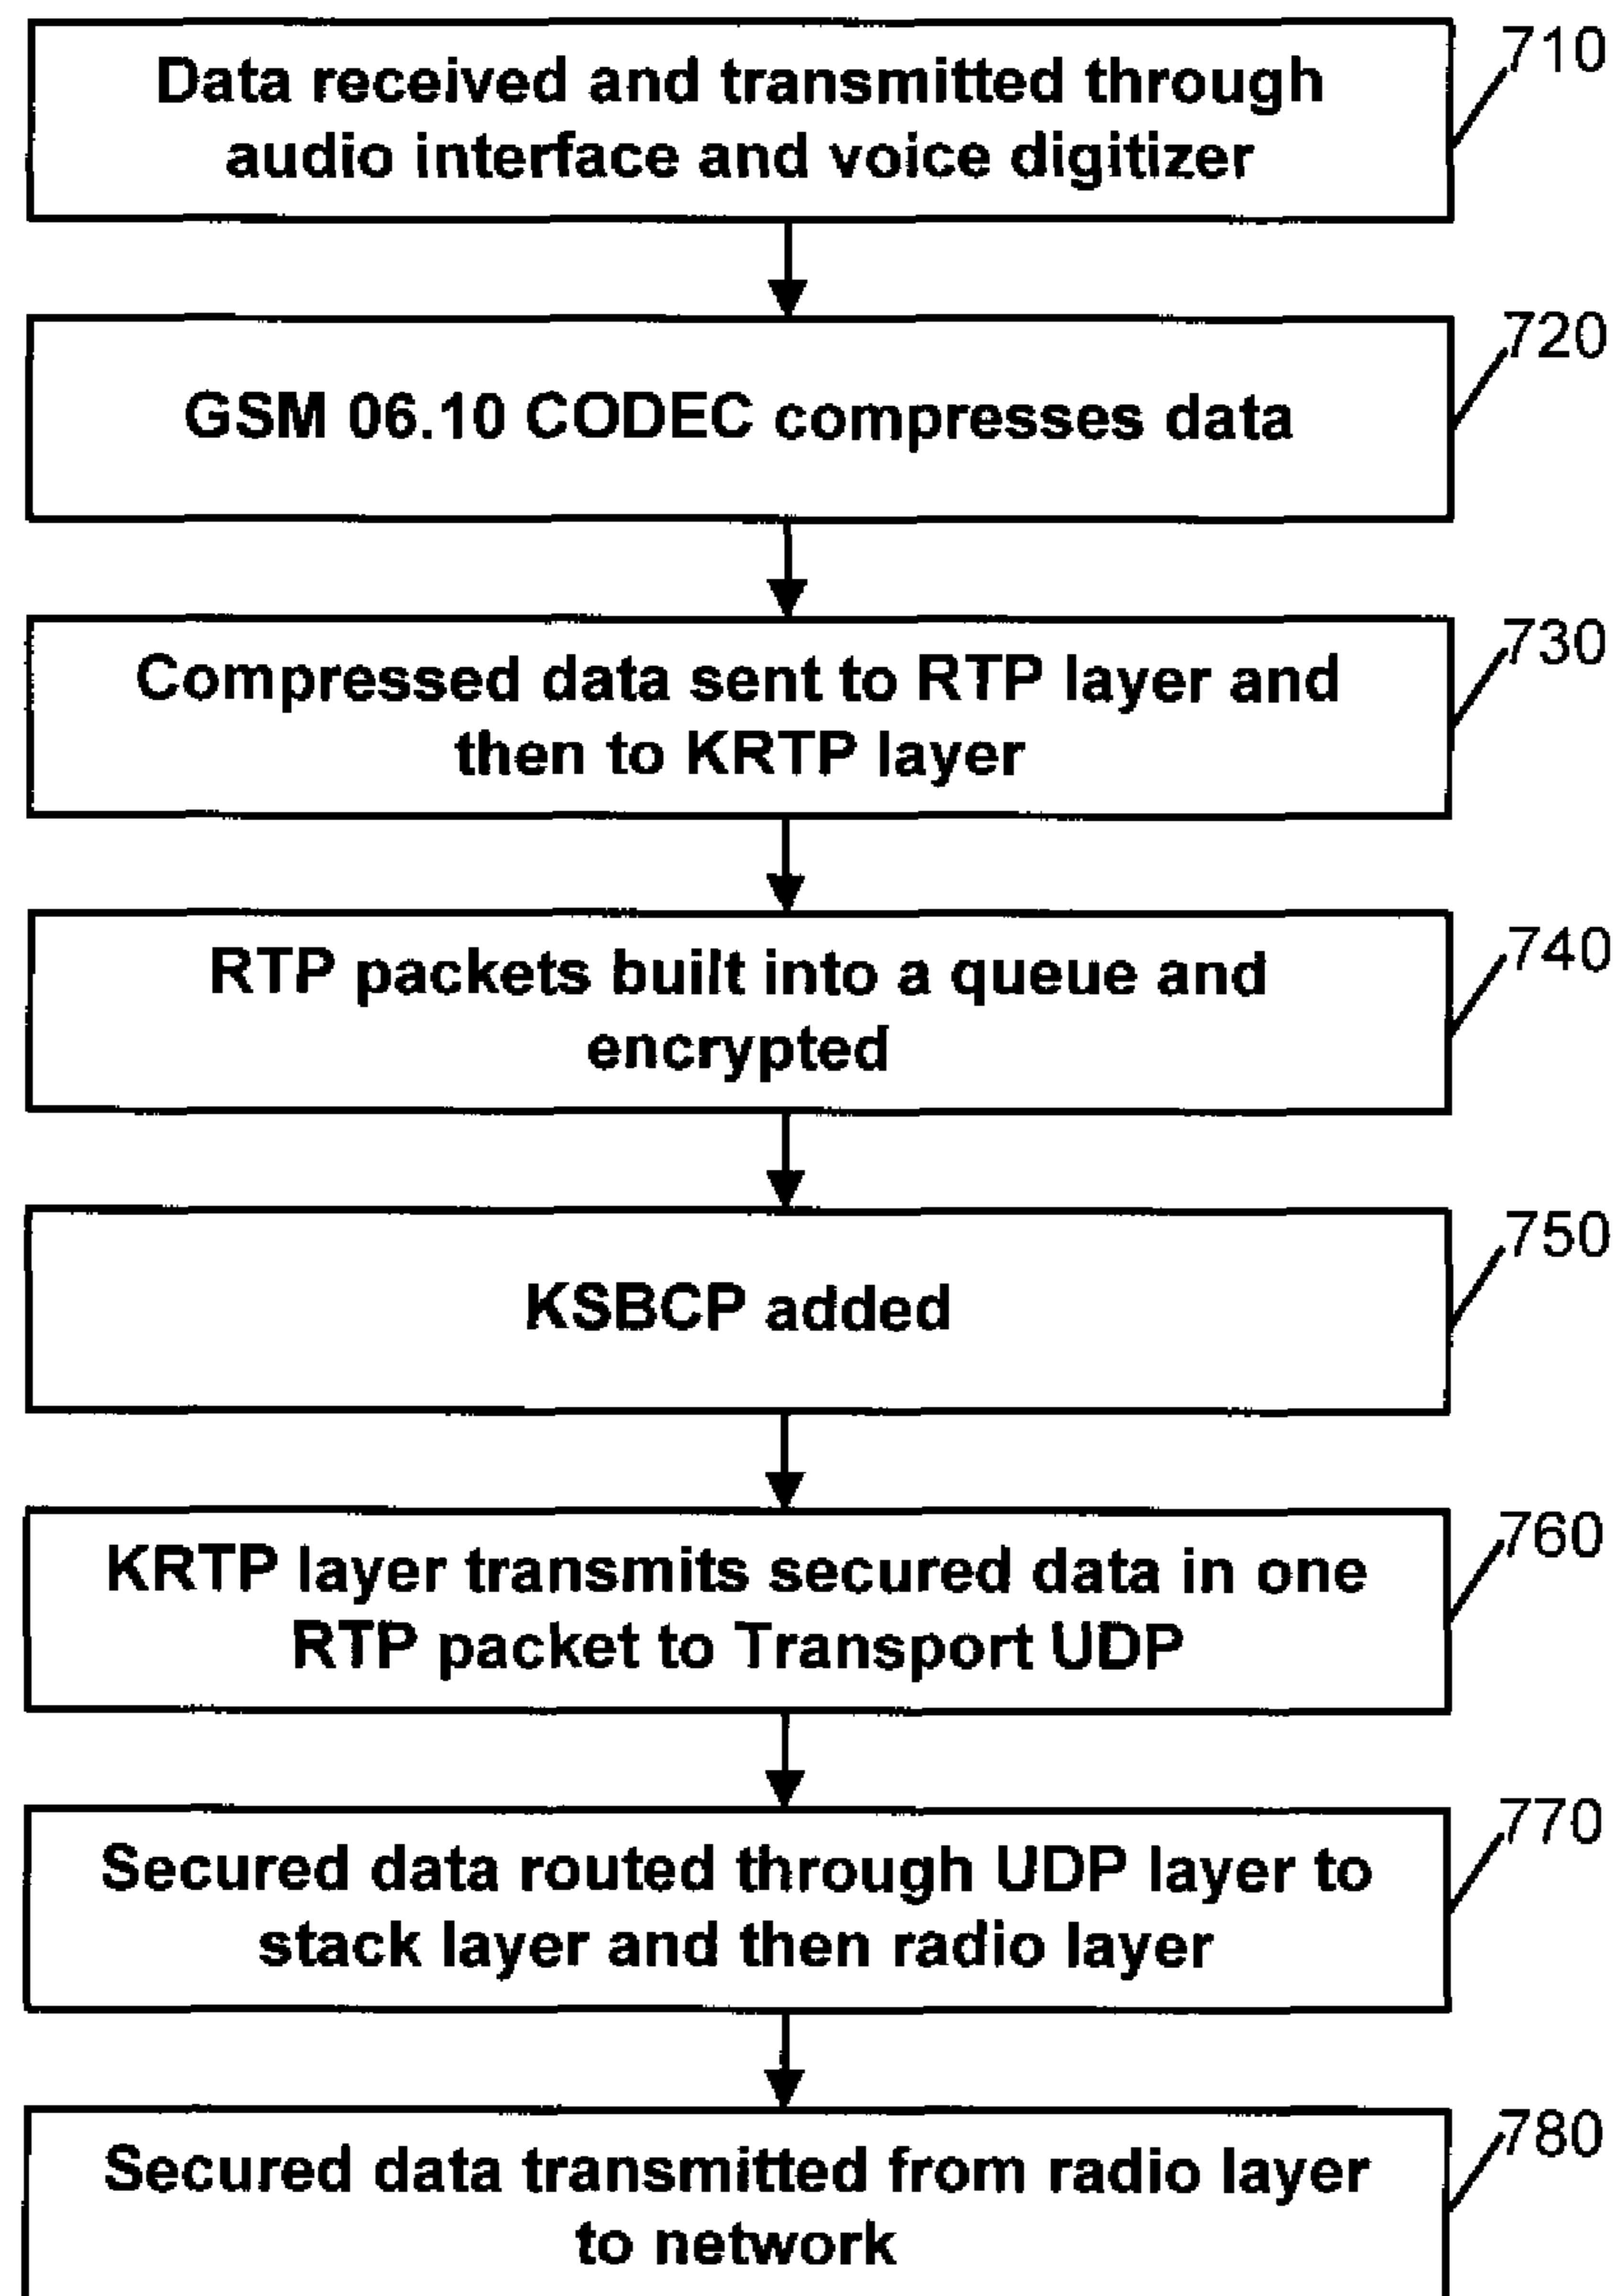 710
Data received and transmitted through
audio interface and voice digitizer
720
GSM 06.10 CODEC compresses data
730
Compressed data sent to RTP layer and
then to KRTP layer
740
RTP packets built into a queue and
encrypted
750
KSBCP added
760
KRTP layer transmits secured data in one
RTP packet to Transport UDP
770
Secured data routed through UDP layer to
stack layer and then radio layer
780
Secured data transmitted from radio layer
to network